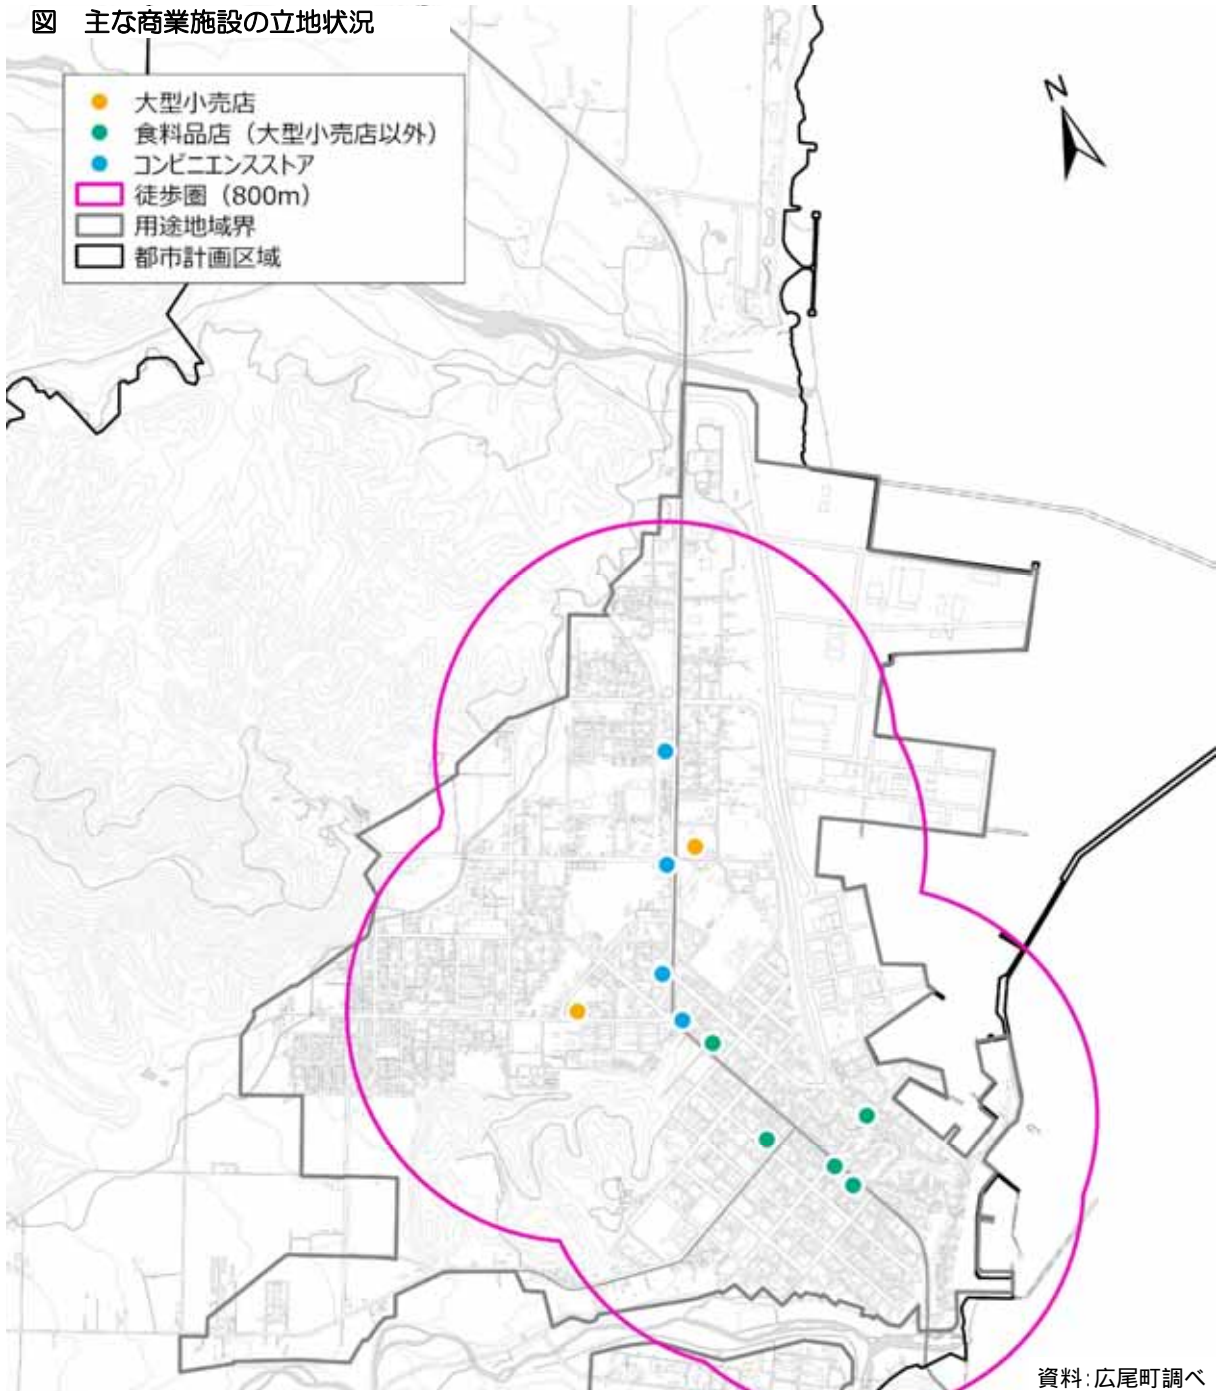 図 主な商業施設の立地状況
大型小売店
食料品店（大型小売店以外）
コンビニエンスストア
徒歩圏（800m）
用途地域界
都市計画区域
N
資料：広尾町調べ